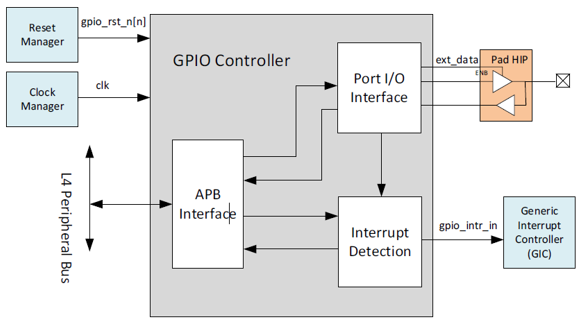 Reset
Manager
gpio_rst_n[n]
GPIO Controller
Clock
Manager
clk
Port I/O
Interface
ext_data
Pad HIP
ENB
L4 Peripheral Bus
APB
Interface
Interrupt
Detection
gpio_intr_in
Generic
Interrupt
Controller
(GIC)